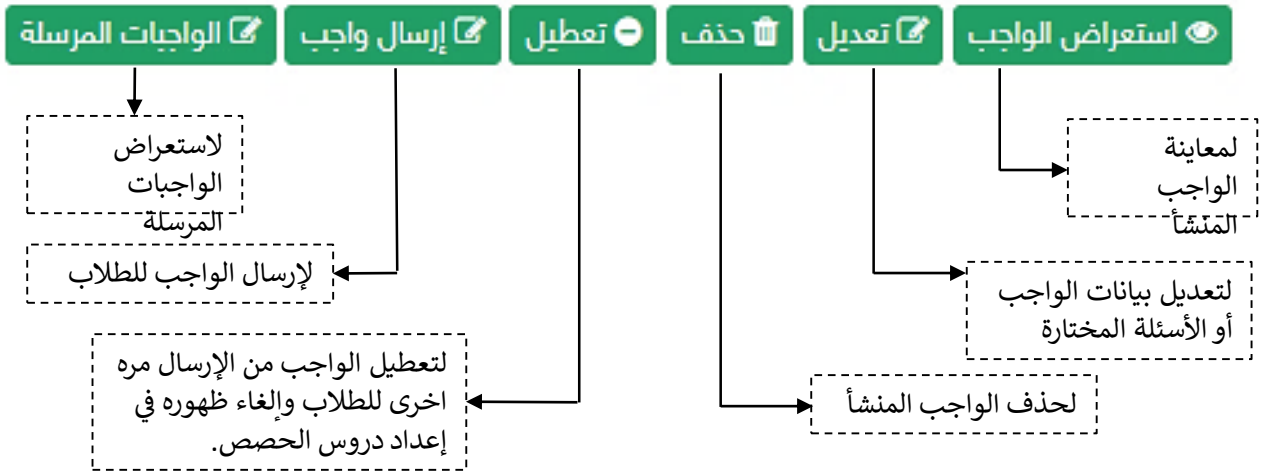 استعراض الواجب
تعديل
حذف
تعطيل
إرسال واجب
الواجبات المرسلة
لمعاينة
الواجب
المنشأ
لاستعراض
الواجبات
المرسلة
لتعديل بيانات الواجب
أو الأسئلة المختارة
لإرسال الواجب للطلاب
لحذف الواجب المنشأ
لتعطيل الواجب من الإرسال مره
اخرى للطلاب وإلغاء ظهوره في
إعداد دروس الحصص.